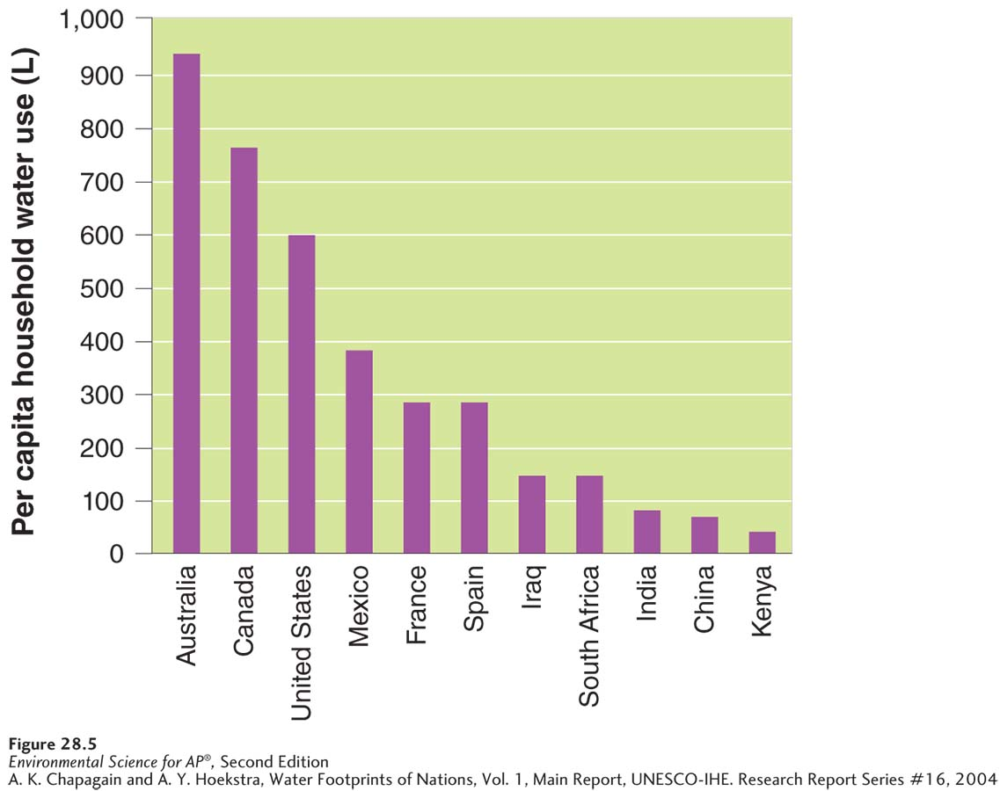 Per capita household water use (L)
1,000
900
800
700
600
500
400
300
200
100
0
Australia
Canada
United States
Mexico
France
Spain
Iraq
South Africa
India
China
Kenya
Figure 28.5
Environmental Science for AP®, Second Edition
A. K. Chapagain and A. Y. Hoekstra, Water Footprints of Nations, Vol. 1, Main Report, UNESCO-IHE. Research Report Series #16, 2004